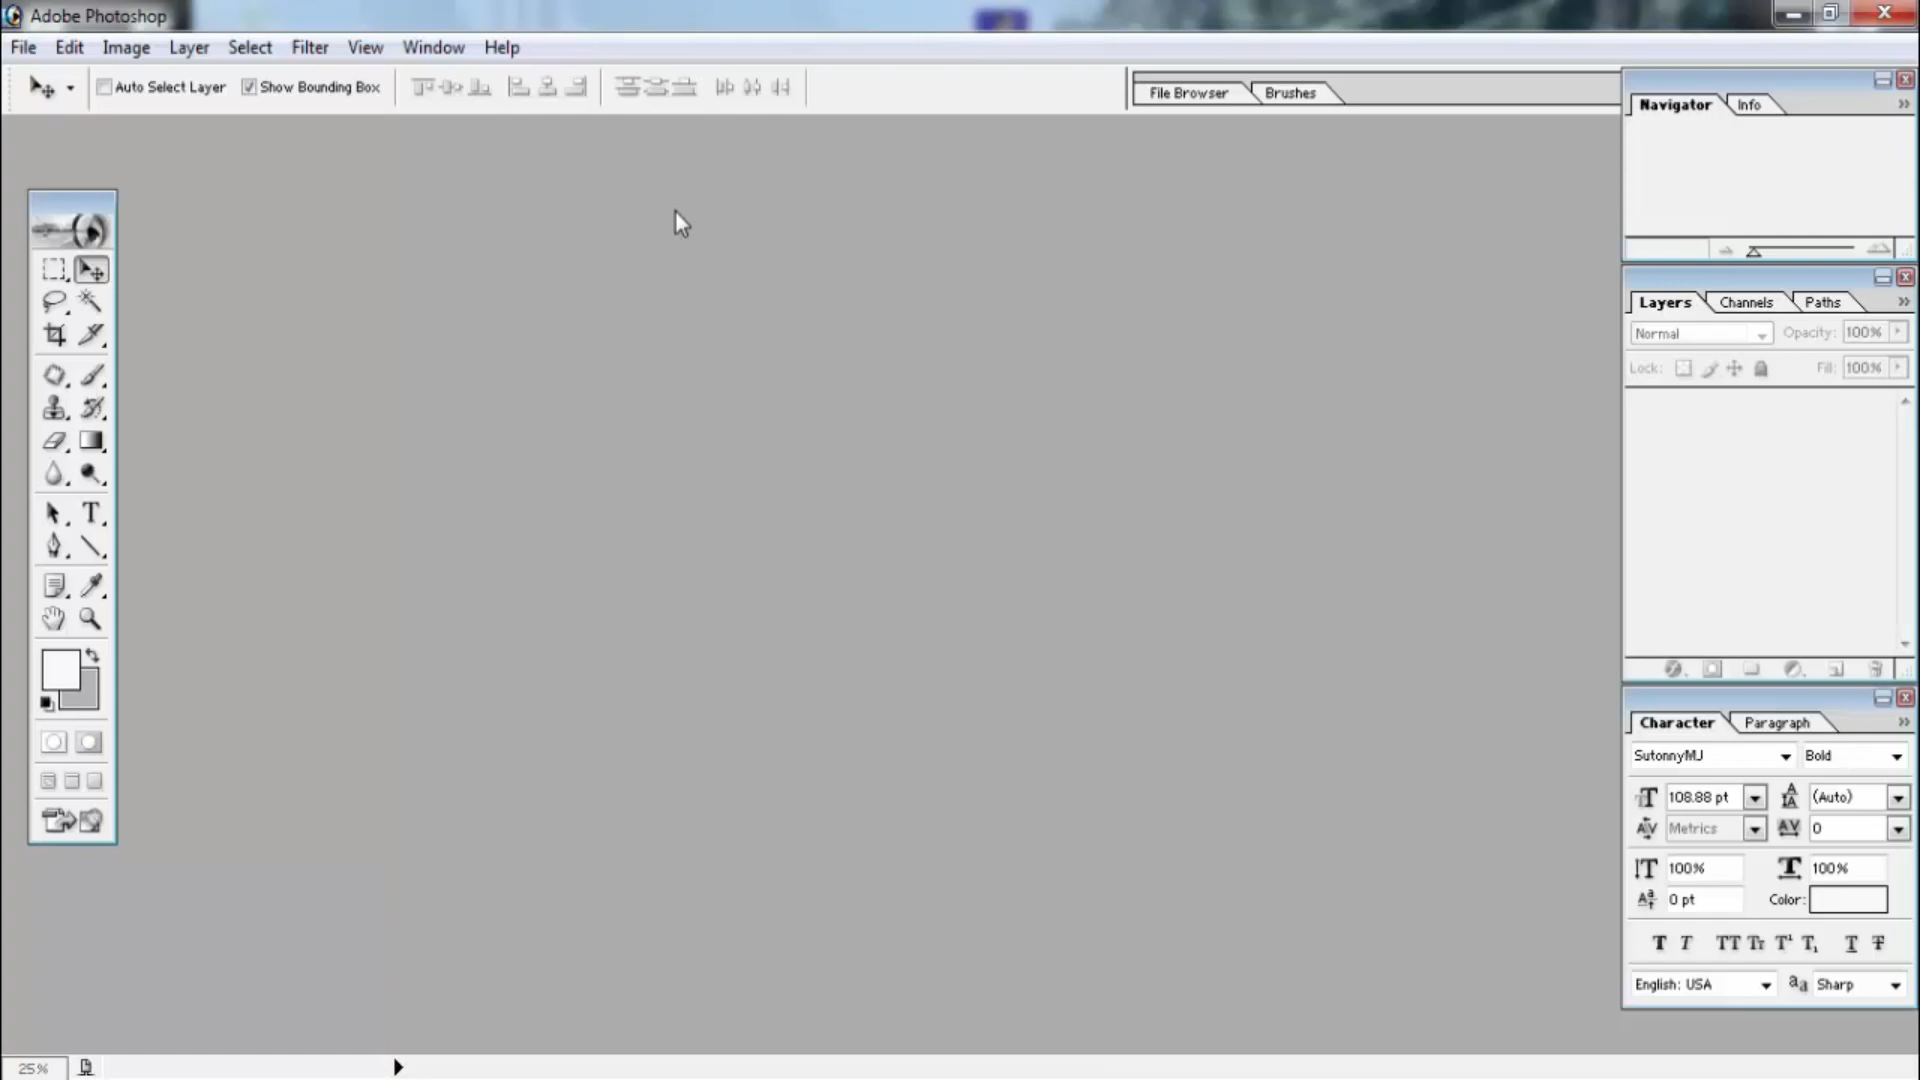 Adobe Photoshop
File Edit Image Layer Select Filter View Window Help
Auto Select Layer Show Bounding Box
File Browser Brushes
Navigator Info
Layers Channels Paths
Normal Opacity: 100%
Lock: Fill: 100%
Character Paragraph
SutonnyMJ Bold
108.88 pt (Auto)
Metrics 0
100% 100%
0 pt Color:
English: USA Sharp
25%